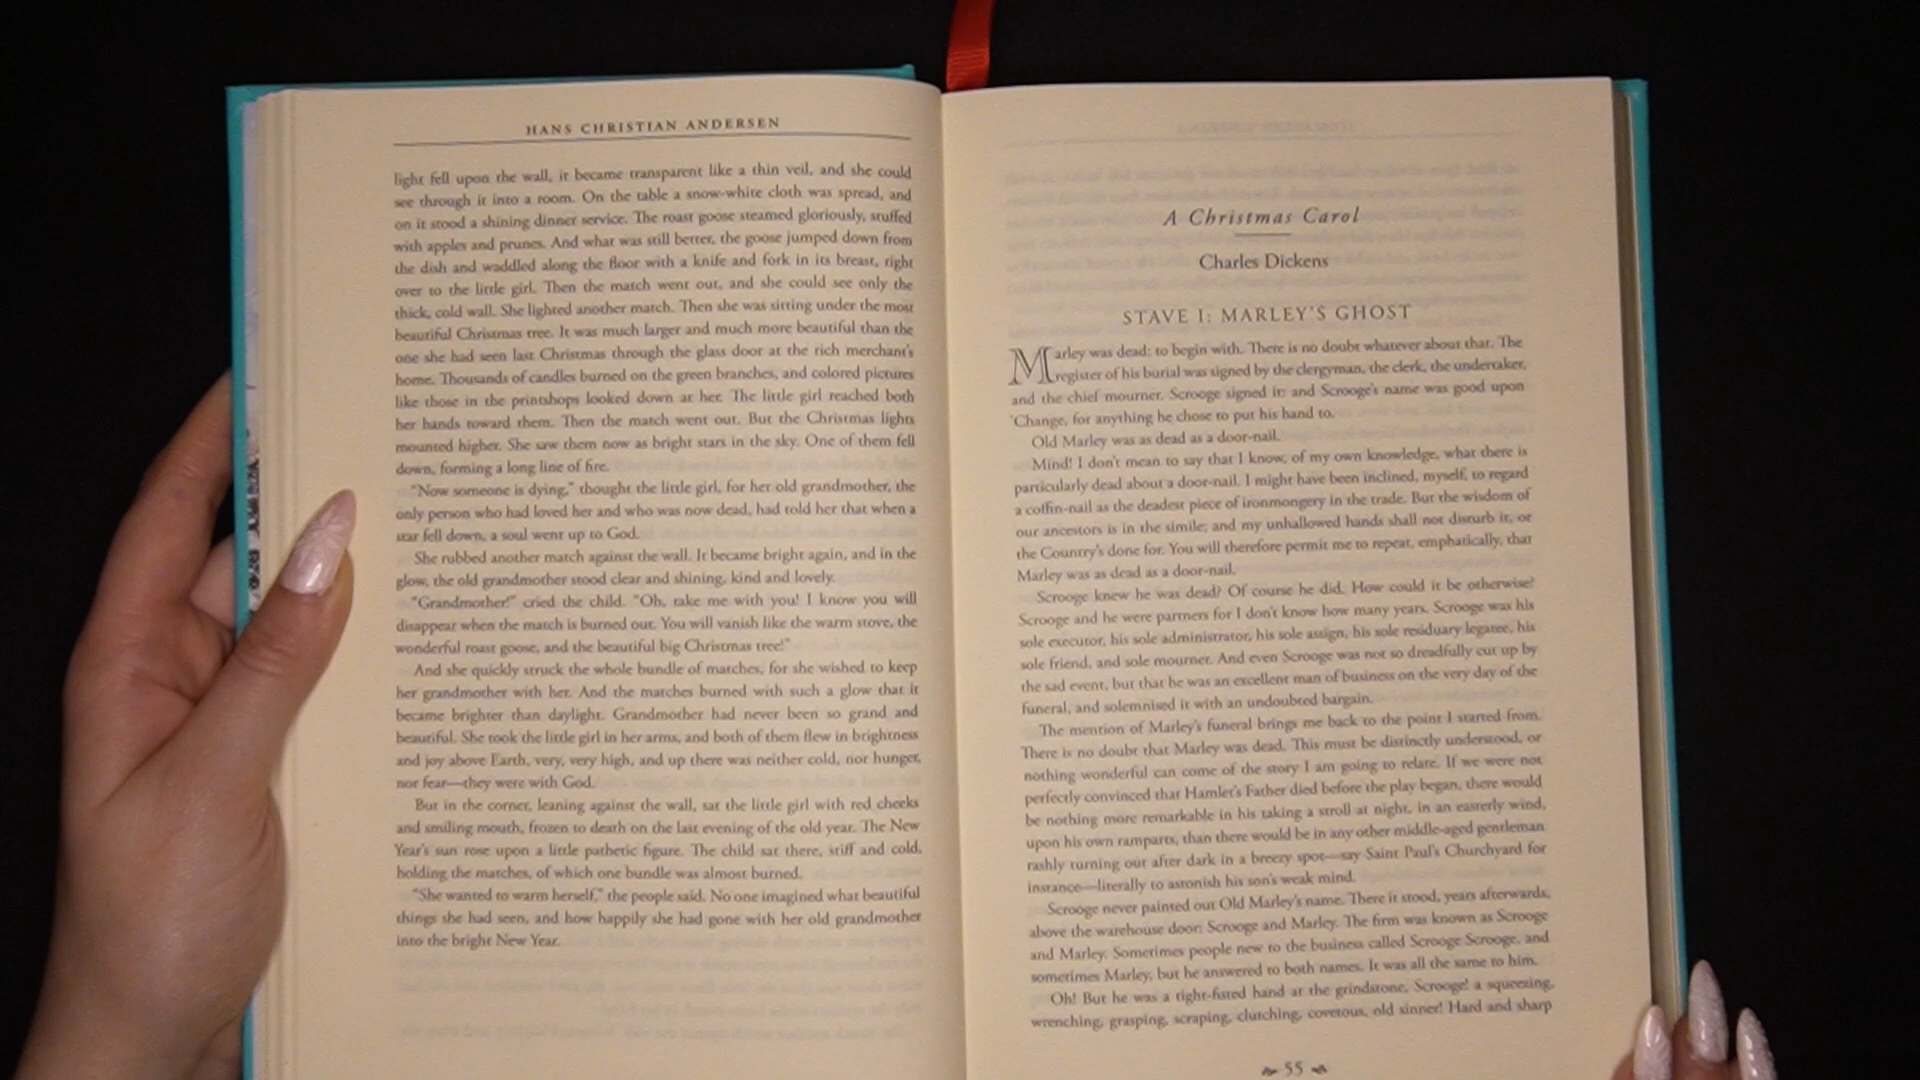 HANS CHRISTIAN ANDERSEN
light fell upon the wall, it became transparent like a thin veil, and she could
see through it into a room. On the table a snow-white cloth was spread, and
on it stood a shining dinner service. The roast goose steamed gloriously, stuffed
with apples and prunes. And what was still better, the goose jumped down from
the dish and waddled along the floor with a knife and fork in its breast, right
over to the little girl. Then the match went out, and she could see only the
thick, cold wall. She lighted another match. Then she was sitting under the most
beautiful Christmas tree. It was much larger and much more beautiful than the
one she had seen last Christmas through the glass door at the rich merchant's
home. Thousands of candles burned on the green branches, and colored pictures
like those in the printshops looked down at her. The little girl reached both
her hands toward them. Then the match went out. But the Christmas lights
mounted higher. She saw them now as bright stars in the sky. One of them fell
down, forming a long line of fire.
"Now someone is dying," thought the little girl, for her old grandmother, the
only person who had loved her and who was now dead, had told her that when a
star fell down, a soul went up to God.
She rubbed another match against the wall. It became bright again, and in the
glow, the old grandmother stood clear and shining, kind and lovely.
"Grandmother!" cried the child. "Oh, take me with you! I know you will
disappear when the match is burned out. You will vanish like the warm stove, the
wonderful roast goose, and the beautiful big Christmas tree!"
And she quickly struck the whole bundle of matches, for she wished to keep
her grandmother with her. And the matches burned with such a glow that it
became brighter than daylight. Grandmother had never been so grand and
beautiful. She took the little girl in her arms, and both of them flew in brightness
and joy above Earth, very, very high, and up there was neither cold, nor hunger,
nor fear—they were with God.
But in the corner, leaning against the wall, sat the little girl with red cheeks
and smiling mouth, frozen to death on the last evening of the old year. The New
Year's sun rose upon a little pathetic figure. The child sat there, stiff and cold,
holding the matches, of which one bundle was almost burned.
"She wanted to warm herself," the people said. No one imagined what beautiful
things she had seen, and how happily she had gone with her old grandmother
into the bright New Year.
A Christmas Carol
Charles Dickens
STAVE I: MARLEY'S GHOST
Marley was dead: to begin with. There is no doubt whatever about that. The
register of his burial was signed by the clergyman, the clerk, the undertaker,
and the chief mourner. Scrooge signed it: and Scrooge's name was good upon
'Change, for anything he chose to put his hand to.
Old Marley was as dead as a door-nail.
Mind! I don't mean to say that I know, of my own knowledge, what there is
particularly dead about a door-nail. I might have been inclined, myself, to regard
a coffin-nail as the deadest piece of ironmongery in the trade. But the wisdom of
our ancestors is in the simile; and my unhallowed hands shall not disturb it, or
the Country's done for. You will therefore permit me to repeat, emphatically, that
Marley was as dead as a door-nail.
Scrooge knew he was dead? Of course he did. How could it be otherwise?
Scrooge and he were partners for I don't know how many years. Scrooge was his
sole executor, his sole administrator, his sole assign, his sole residuary legatee, his
sole friend, and sole mourner. And even Scrooge was not so dreadfully cut up by
the sad event, but that he was an excellent man of business on the very day of the
funeral, and solemnised it with an undoubted bargain.
The mention of Marley's funeral brings me back to the point I started from.
There is no doubt that Marley was dead. This must be distinctly understood, or
nothing wonderful can come of the story I am going to relate. If we were not
perfectly convinced that Hamlet's Father died before the play began, there would
be nothing more remarkable in his taking a stroll at night, in an easterly wind,
upon his own ramparts, than there would be in any other middle-aged gentleman
rashly turning out after dark in a breezy spot—say Saint Paul's Churchyard for
instance—literally to astonish his son's weak mind.
Scrooge never painted out Old Marley's name. There it stood, years afterwards,
above the warehouse door: Scrooge and Marley. The firm was known as Scrooge
and Marley. Sometimes people new to the business called Scrooge Scrooge, and
sometimes Marley, but he answered to both names. It was all the same to him.
Oh! But he was a tight-fisted hand at the grindstone, Scrooge! a squeezing,
wrenching, grasping, scraping, clutching, covetous, old sinner! Hard and sharp
55